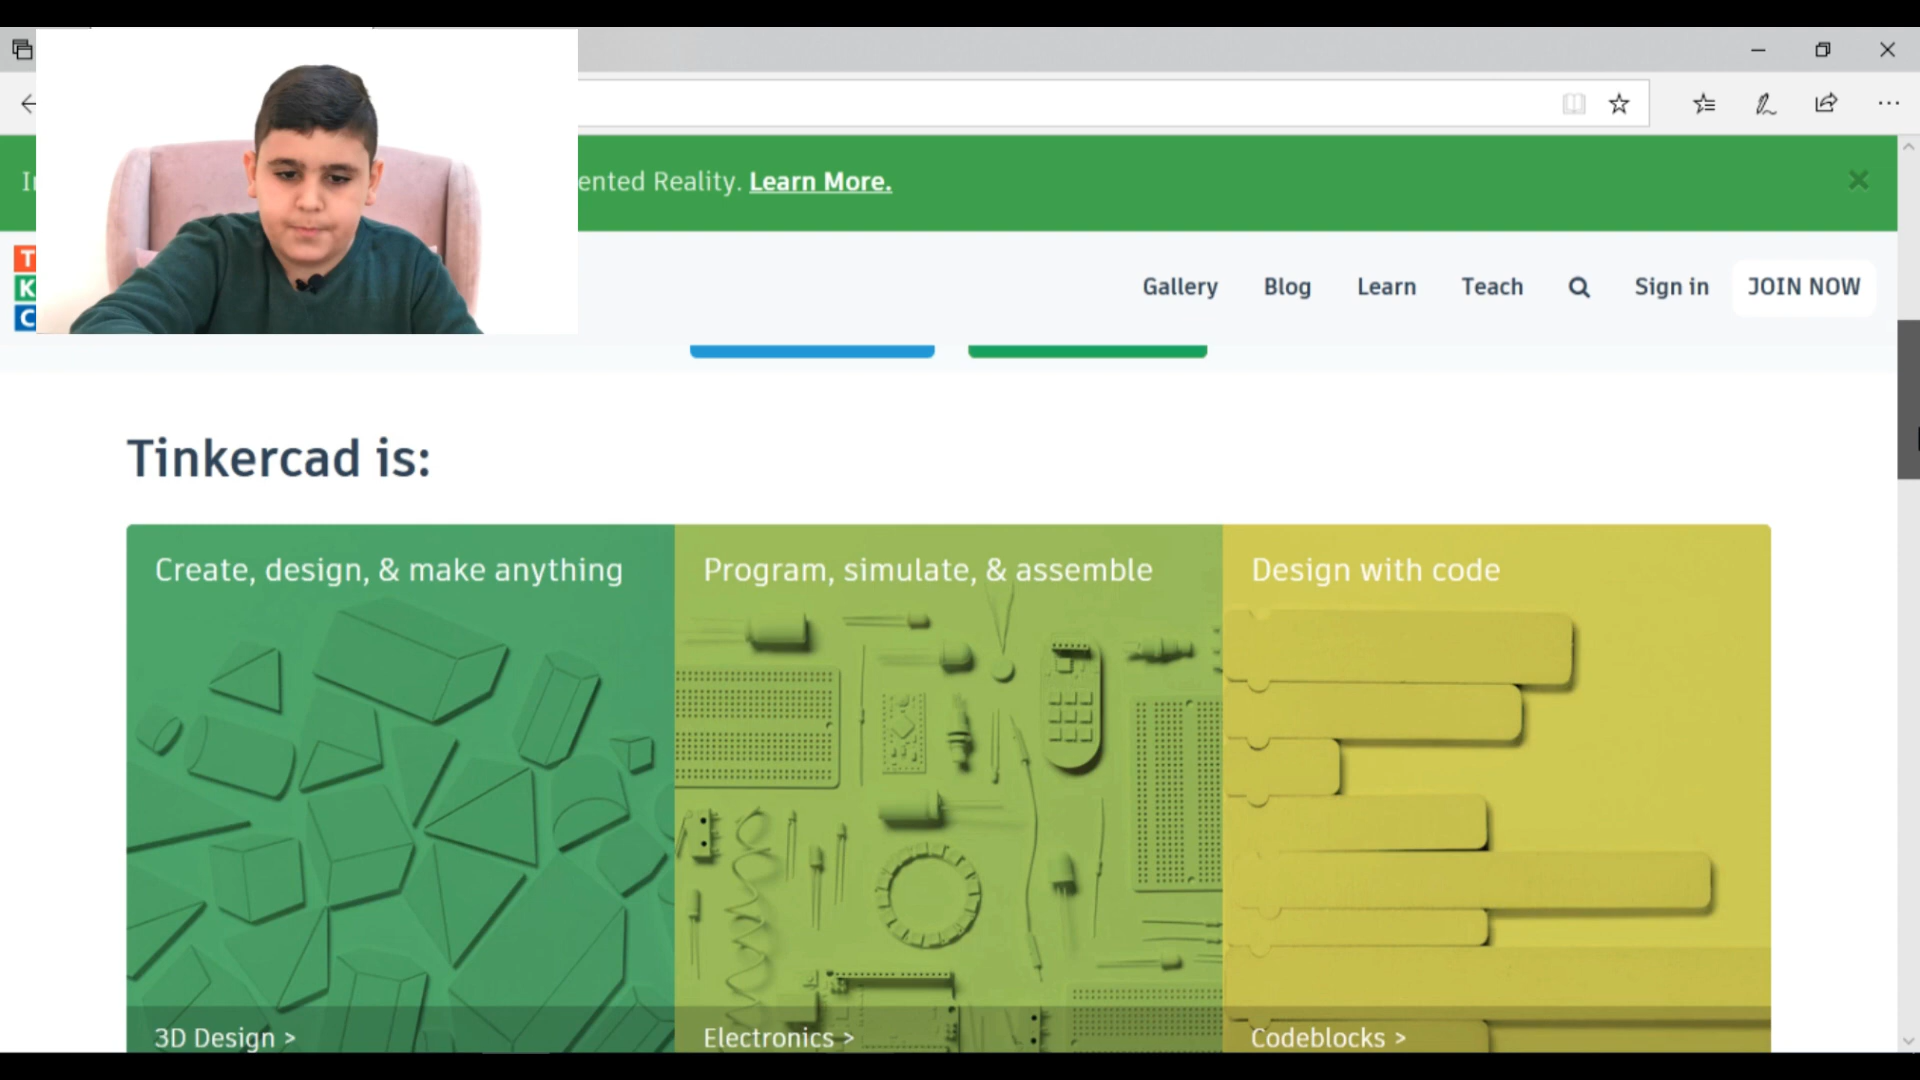 ented Reality. Learn More.
T
K
C
Gallery Blog Learn Teach Sign in JOIN NOW
Tinkercad is:
Create, design, & make anything
Program, simulate, & assemble
Design with code
3D Design >
Electronics >
Codeblocks >